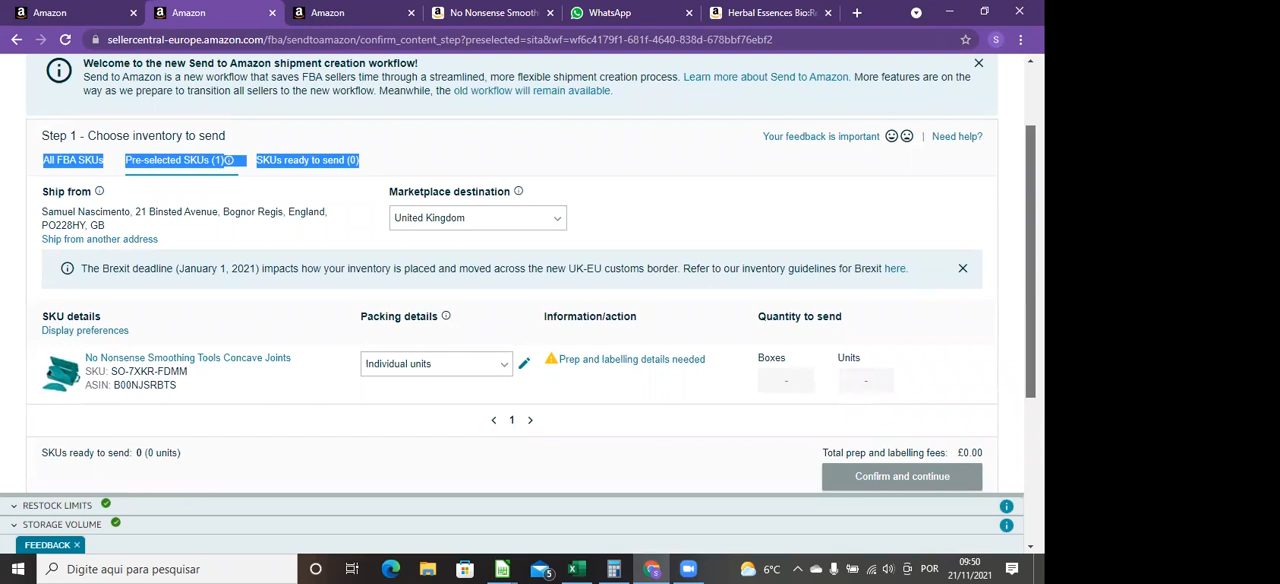 Amazon
Amazon
Amazon
No Nonsense Smooth
WhatsApp
Herbal Essences Bio:R
sellercentral-europe.amazon.com/fba/sendtoamazon/confirm_content_step?preselected=sita&wf=wf6c4179f1-681f-4640-838d-678bbf76ebf2
S
Welcome to the new Send to Amazon shipment creation workflow!
Send to Amazon is a new workflow that saves FBA sellers time through a streamlined, more flexible shipment creation process. Learn more about Send to Amazon. More features are on the
way as we prepare to transition all sellers to the new workflow. Meanwhile, the old workflow will remain available.
Step 1 - Choose inventory to send
Your feedback is important | Need help?
All FBA SKUs Pre-selected SKUs (1) SKUs ready to send (0)
Ship from
Marketplace destination
Samuel Nascimento, 21 Binsted Avenue, Bognor Regis, England,
PO228HY, GB
United Kingdom
Ship from another address
The Brexit deadline (January 1, 2021) impacts how your inventory is placed and moved across the new UK-EU customs border. Refer to our inventory guidelines for Brexit here.
SKU details Packing details Information/action Quantity to send
Display preferences
No Nonsense Smoothing Tools Concave Joints
SKU: SO-7XKR-FDMM
ASIN: B00NJSRBTS
Individual units
Prep and labelling details needed
Boxes Units
- -
1
SKUs ready to send: 0 (0 units)
Total prep and labelling fees: £0.00
Confirm and continue
RESTOCK LIMITS
STORAGE VOLUME
FEEDBACK ×
Digite aqui para pesquisar
5
6°C
POR
09:50
21/11/2021